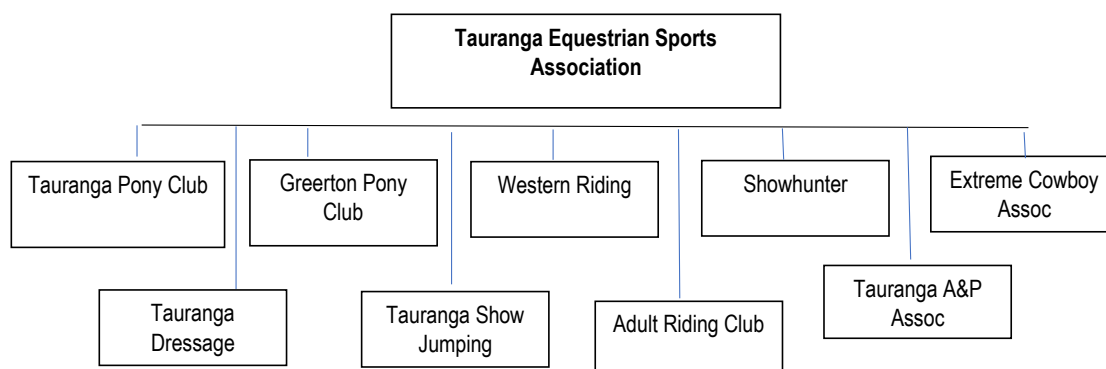 Tauranga Equestrian Sports
Association
Tauranga Pony Club
Greerton Pony
Club
Western Riding
Showhunter
Extreme Cowboy
Assoc
Tauranga
Dressage
Tauranga Show
Jumping
Adult Riding Club
Tauranga A&P
Assoc